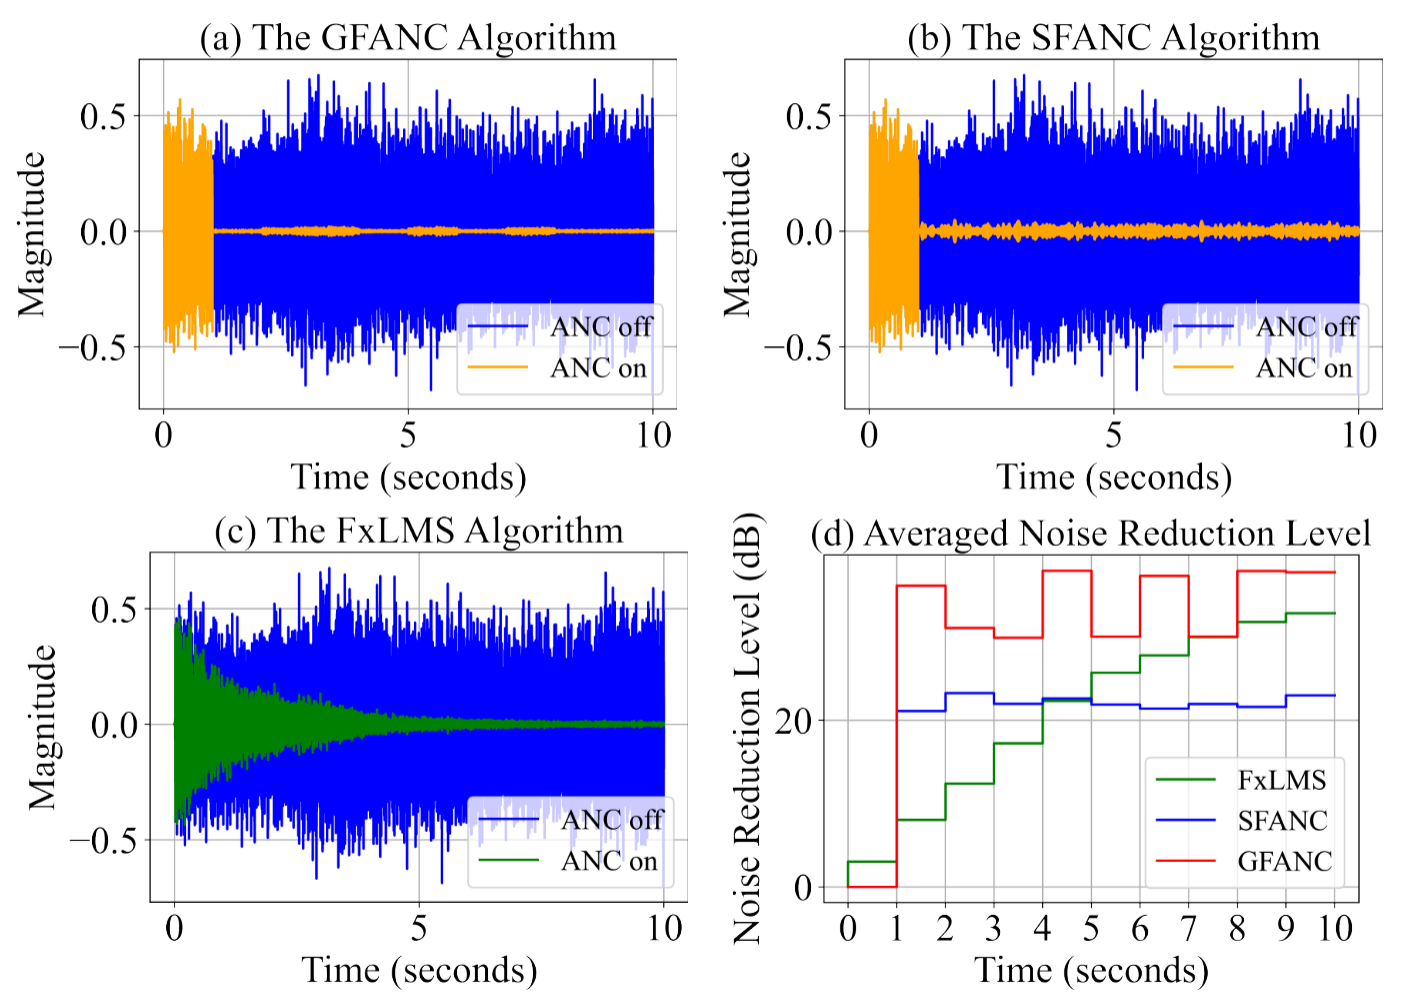 (a) The GFANC Algorithm
Magnitude
0.5
0.0
−0.5
ANC off
ANC on
0 5 10
Time (seconds)
(b) The SFANC Algorithm
Magnitude
0.5
0.0
−0.5
ANC off
ANC on
0 5 10
Time (seconds)
(c) The FxLMS Algorithm
Magnitude
0.5
0.0
−0.5
ANC off
ANC on
0 5 10
Time (seconds)
(d) Averaged Noise Reduction Level
Noise Reduction Level (dB)
20
0
FxLMS
SFANC
GFANC
0 1 2 3 4 5 6 7 8 9 10
Time (seconds)